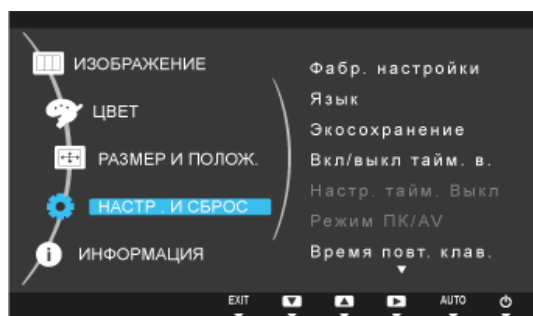 ИЗОБРАЖЕНИЕ
ЦВЕТ
РАЗМЕР И ПОЛОЖ.
НАСТР . И СБРОС
ИНФОРМАЦИЯ
Фабр. настройки
Язык
Экосохранение
Вкл/выкл тайм. в.
Настр. тайм. Выкл
Режим ПК/AV
Время повт. клав.
EXIT AUTO